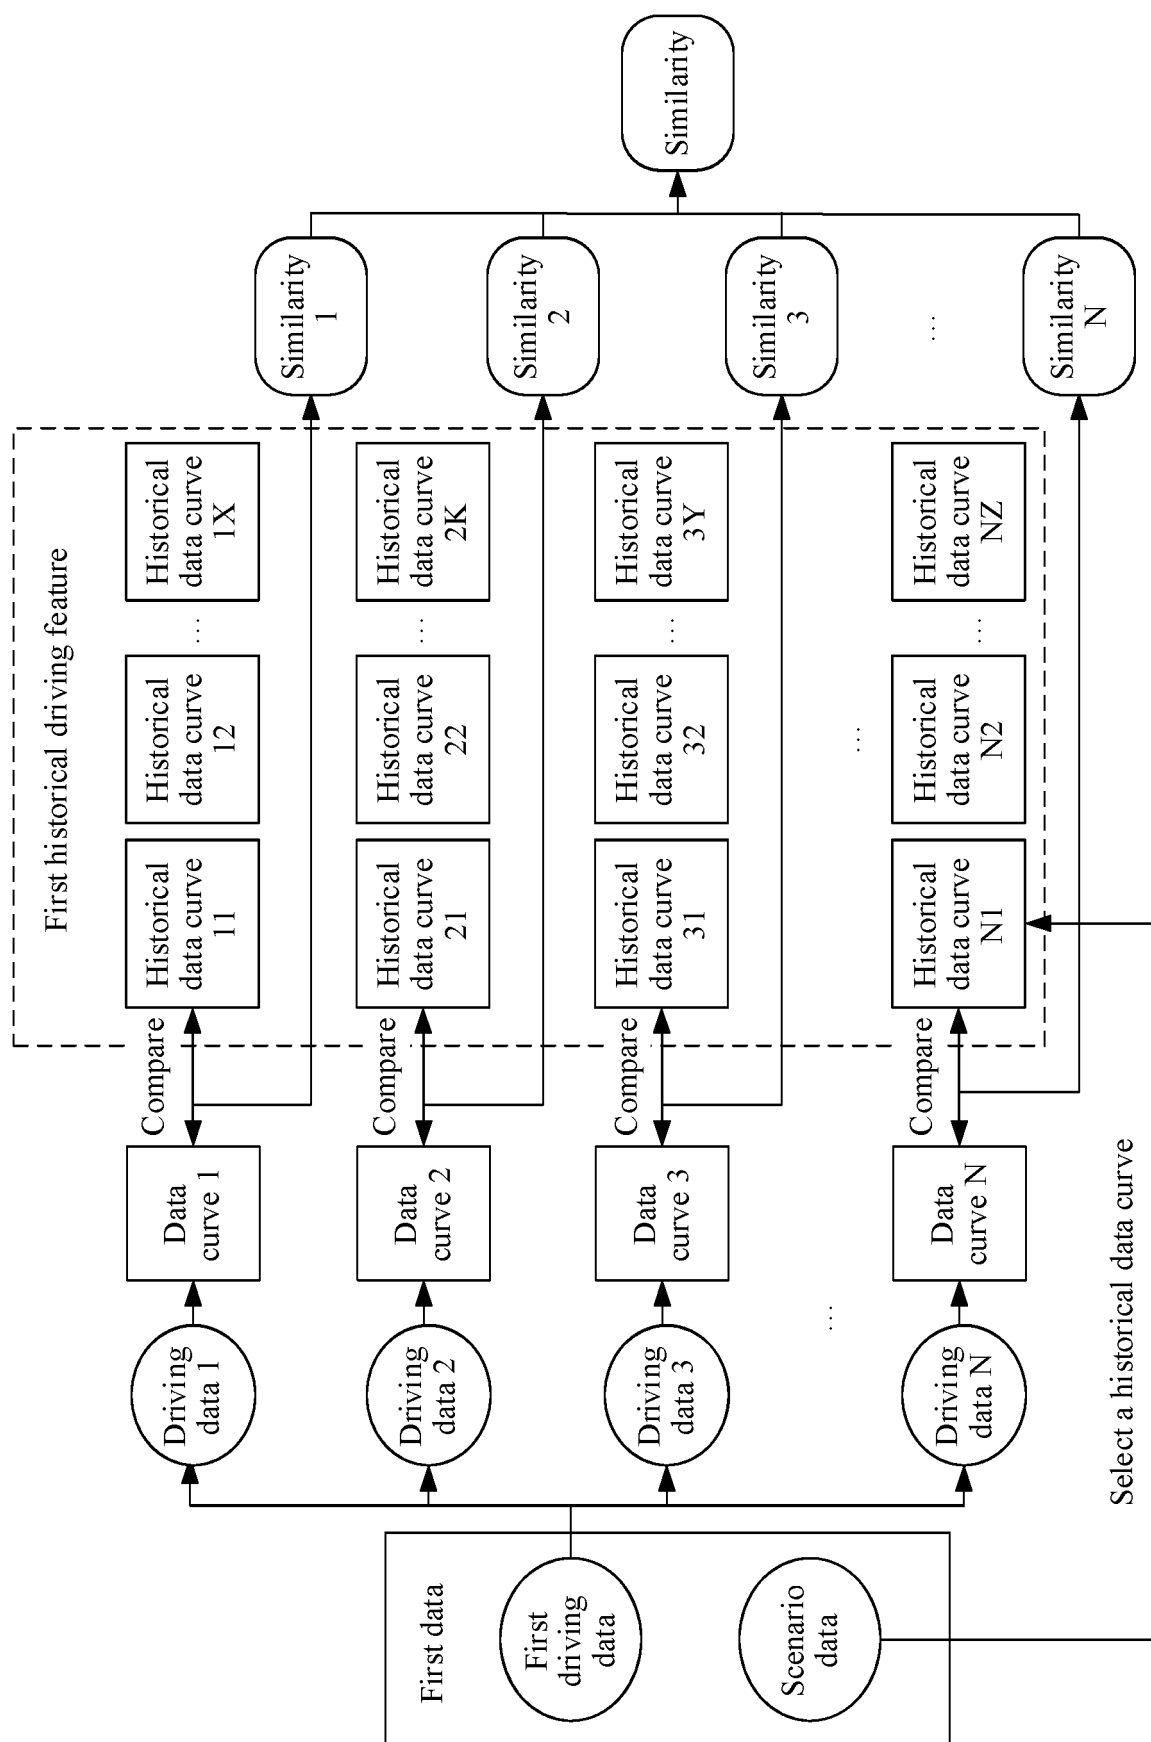 First data
First
driving
data
Scenario
data
Driving
data 1
Driving
data 2
Driving
data 3
…
Driving
data N
Data
curve 1
Data
curve 2
Data
curve 3
Data
curve N
Compare
Compare
Compare
Compare
Select a historical data curve
First historical driving feature
Historical
data curve
11
Historical
data curve
12
…
Historical
data curve
1X
Historical
data curve
21
Historical
data curve
22
…
Historical
data curve
2K
Historical
data curve
31
Historical
data curve
32
…
Historical
data curve
3Y
…
Historical
data curve
N1
Historical
data curve
N2
…
Historical
data curve
NZ
Similarity
1
Similarity
2
Similarity
3
…
Similarity
N
Similarity